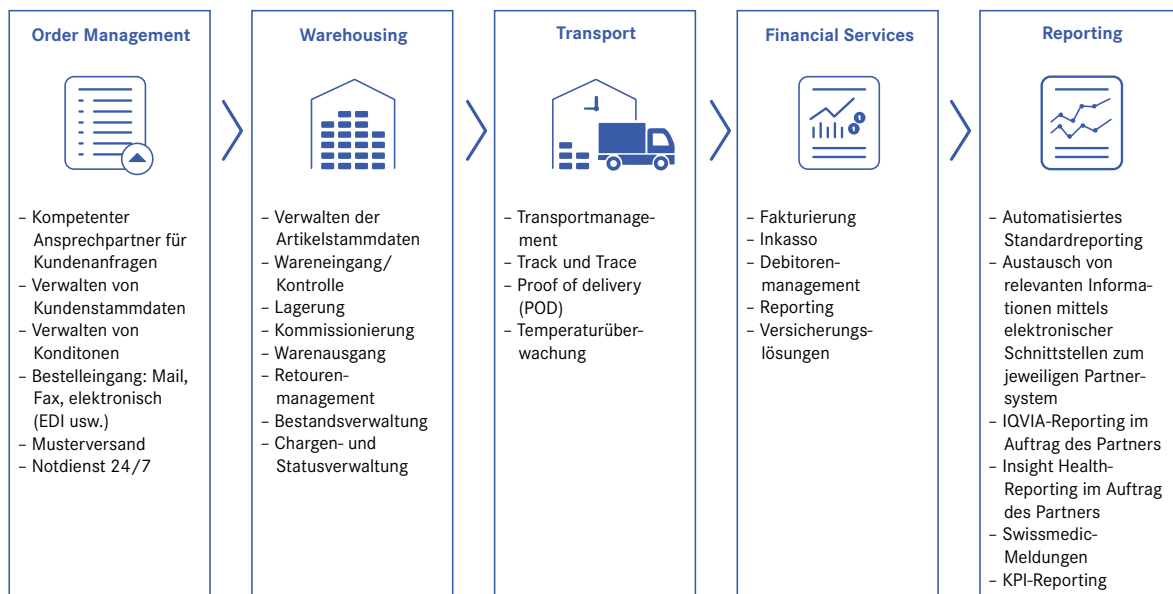 Order Management
– Kompetenter
Ansprechpartner für
Kundenanfragen
– Verwalten von
Kundenstammdaten
– Verwalten von
Konditonen
– Bestelleingang: Mail,
Fax, elektronisch
(EDI usw.)
– Musterversand
– Notdienst 24/7
Warehousing
– Verwalten der
Artikelstammdaten
– Wareneingang/
Kontrolle
– Lagerung
– Kommissionierung
– Warenausgang
– Retouren-
management
– Bestandsverwaltung
– Chargen- und
Statusverwaltung
Transport
– Transportmanage-
ment
– Track und Trace
– Proof of delivery
(POD)
– Temperaturüber-
wachung
Financial Services
– Fakturierung
– Inkasso
– Debitoren-
management
– Reporting
– Versicherungs-
lösungen
Reporting
– Automatisiertes
Standardreporting
– Austausch von
relevanten Informa-
tionen mittels
elektronischer
Schnittstellen zum
jeweiligen Partner-
system
– IQVIA-Reporting im
Auftrag des Partners
– Insight Health-
Reporting im Auftrag
des Partners
– Swissmedic-
Meldungen
– KPI-Reporting